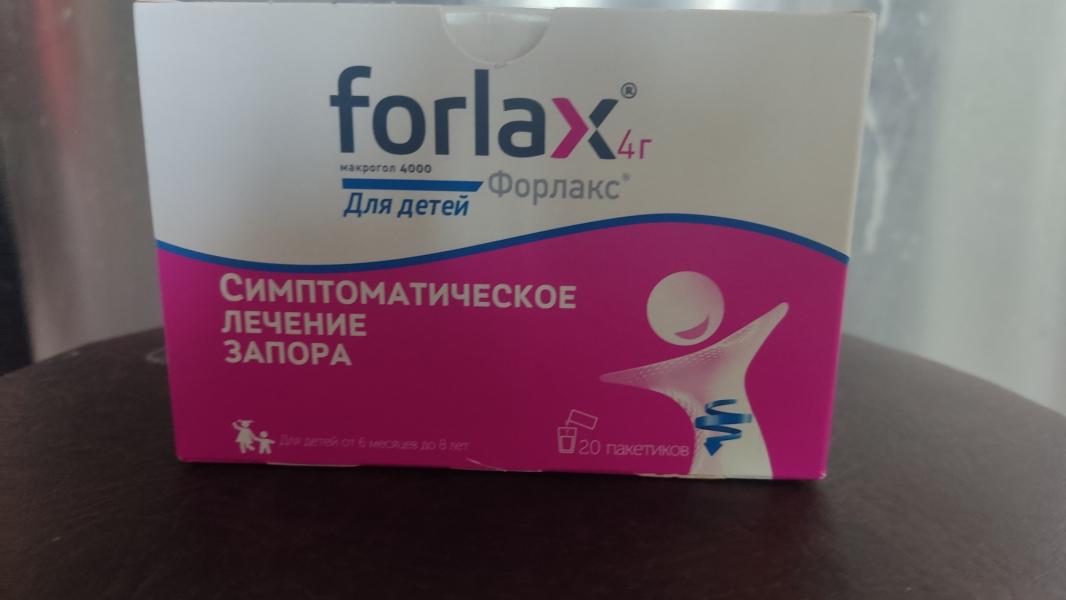 forlax® 4г
макрогол 4000
Форлакс®
Для детей
Симптоматическое
лечение
запора
Для детей от 6 месяцев до 8 лет
20 пакетиков